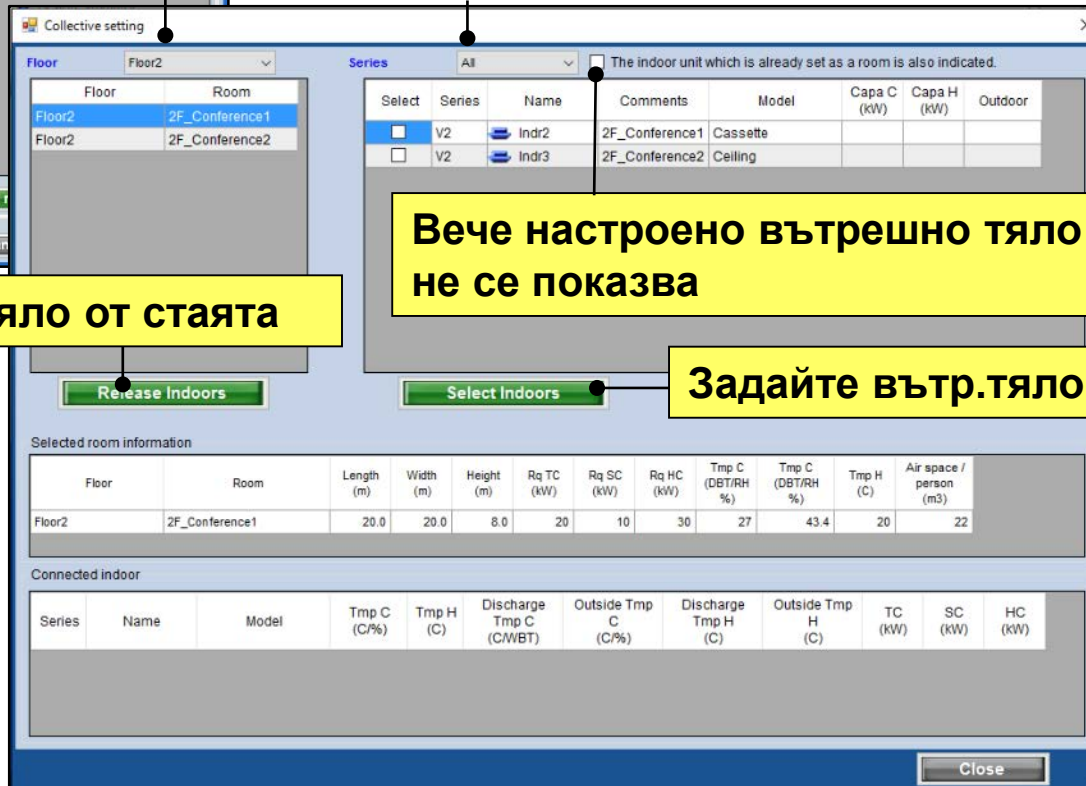 Collective setting
Floor Floor2 Series All The indoor unit which is already set as a room is also indicated.
Floor Room
Floor2 2F_Conference1
Floor2 2F_Conference2
Select Series Name Comments Model Capa C (kW) Capa H (kW) Outdoor
V2 Indr2 2F_Conference1 Cassette
V2 Indr3 2F_Conference2 Ceiling
Вече настроено вътрешно тяло
не се показва
яло от стаята
Release Indoors
Select Indoors
Задайте вътр.тяло
Selected room information
Floor Room Length (m) Width (m) Height (m) Rq TC (kW) Rq SC (kW) Rq HC (kW) Tmp C (DBT/RH %) Tmp C (DBT/RH %) Tmp H (C) Air space / person (m3)
Floor2 2F_Conference1 20.0 20.0 8.0 20 10 30 27 43.4 20 22
Connected indoor
Series Name Model Tmp C (C/%) Tmp H (C) Discharge Tmp C (C/WBT) Outside Tmp C (C/%) Discharge Tmp H (C) Outside Tmp H (C) TC (kW) SC (kW) HC (kW)
Close